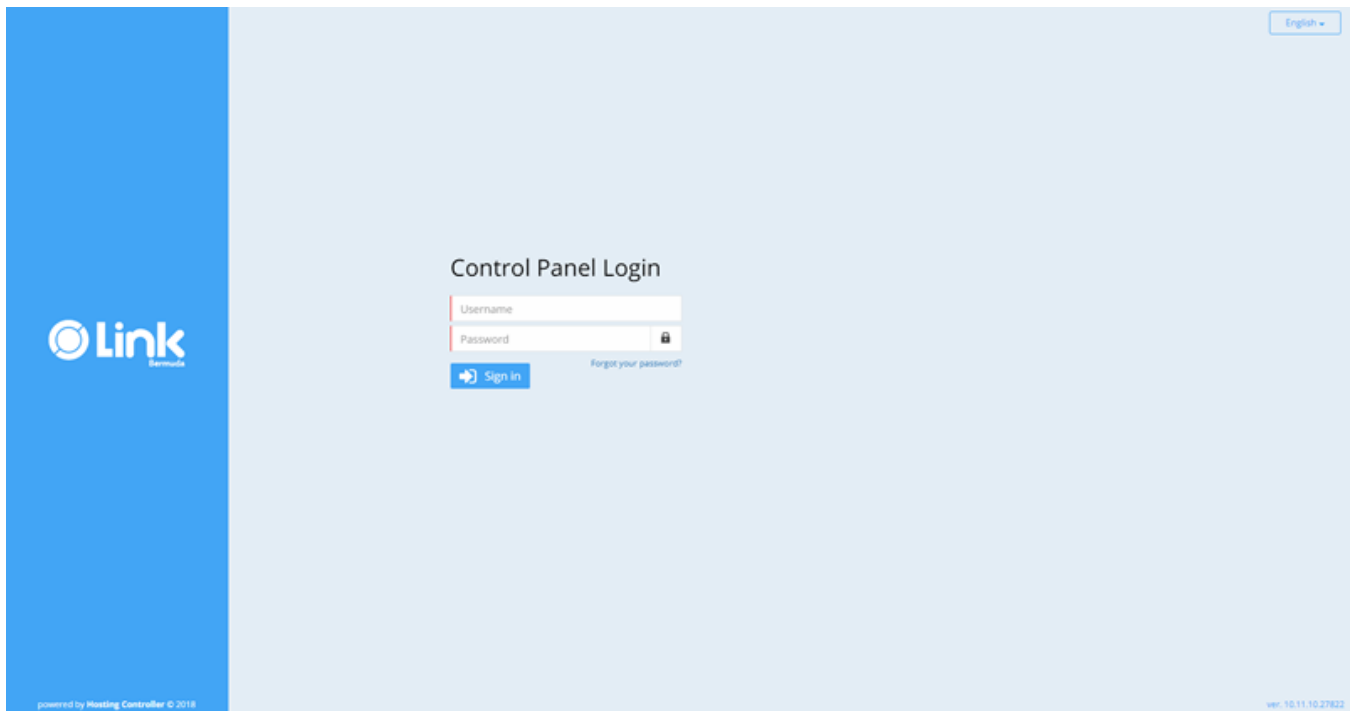 English
Control Panel Login
Username
Password
Forgot your password?
Sign in
Link
Bermuda
powered by Hosting Controller © 2018
ver. 10.11.10.27822